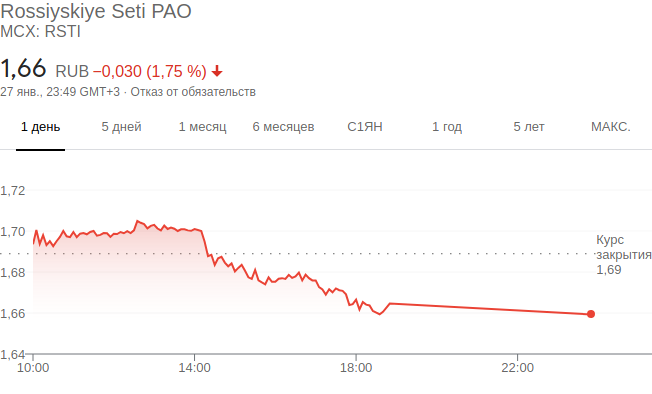 Rossiyskiye Seti PAO
MCX: RSTI
1,66 RUB −0,030 (1,75 %)
27 янв., 23:49 GMT+3 · Отказ от обязательств
1 день 5 дней 1 месяц 6 месяцев С1ЯН 1 год 5 лет МАКС.
1,72
1,70
Курс
закрытия
1,69
1,68
1,66
1,64
10:00 14:00 18:00 22:00